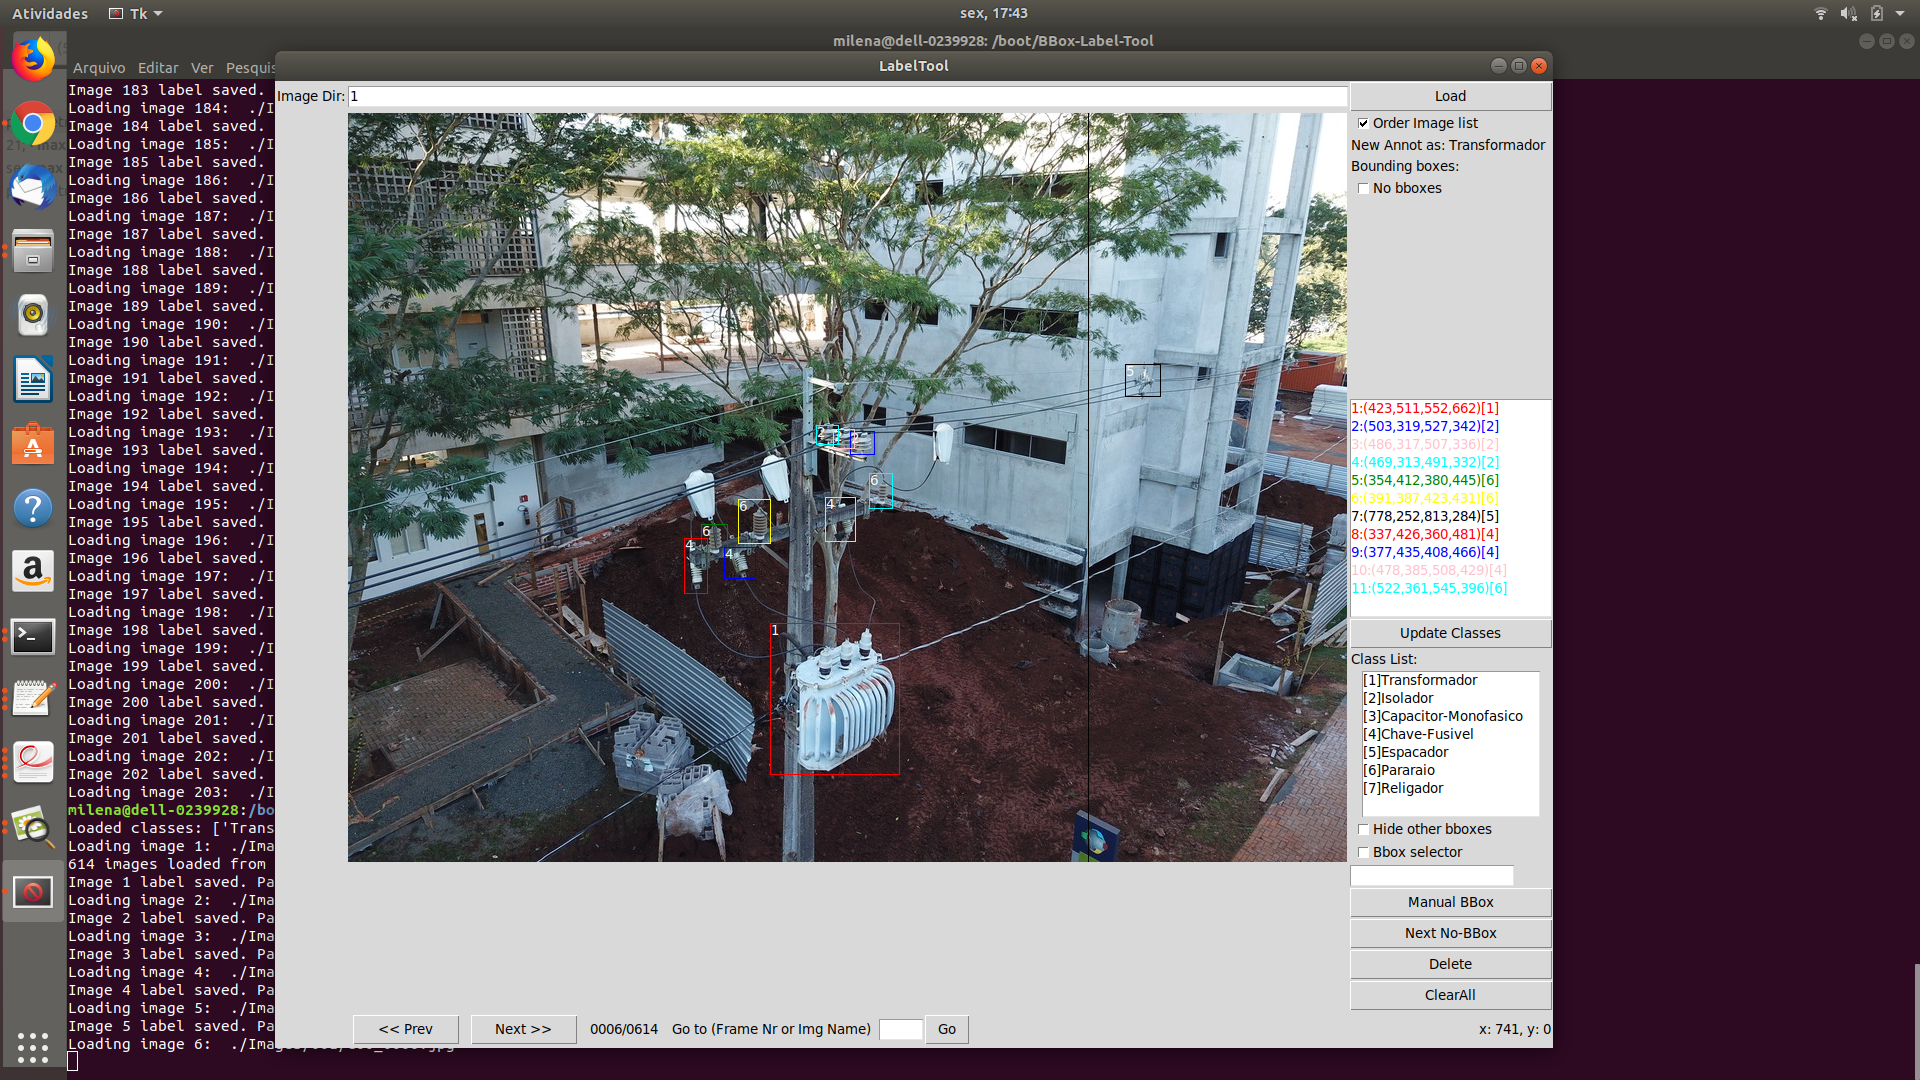 Atividades
Tk
sex, 17:43
milena@dell-0239928: /boot/BBox-Label-Tool
Arquivo Editar Ver Pesquis
LabelTool
Image Dir: 1
Load
Order Image list
New Annot as: Transformador
Bounding boxes:
No bboxes
1:(423,511,552,662)[1]
2:(503,319,527,342)[2]
3:(486,317,507,336)[2]
4:(469,313,491,332)[2]
5:(354,412,380,445)[6]
6:(391,387,423,431)[6]
7:(778,252,813,284)[5]
8:(337,426,360,481)[4]
9:(377,435,408,466)[4]
10:(478,385,508,429)[4]
11:(522,361,545,396)[6]
Update Classes
Class List:
[1]Transformador
[2]Isolador
[3]Capacitor-Monofasico
[4]Chave-Fusivel
[5]Espacador
[6]Pararaio
[7]Religador
Hide other bboxes
Bbox selector
Manual BBox
Next No-BBox
Delete
ClearAll
<< Prev
Next >>
0006/0614
Go to (Frame Nr or Img Name)
Go
x: 741, y: 0
5
2
6
6
4
6
4
4
1
Image 183 label saved.
Loading image 184: ./I
Image 184 label saved.
Loading image 185: ./I
Image 185 label saved.
Loading image 186: ./I
Image 186 label saved.
Loading image 187: ./I
Image 187 label saved.
Loading image 188: ./I
Image 188 label saved.
Loading image 189: ./I
Image 189 label saved.
Loading image 190: ./I
Image 190 label saved.
Loading image 191: ./I
Image 191 label saved.
Loading image 192: ./I
Image 192 label saved.
Loading image 193: ./I
Image 193 label saved.
Loading image 194: ./I
Image 194 label saved.
Loading image 195: ./I
Image 195 label saved.
Loading image 196: ./I
Image 196 label saved.
Loading image 197: ./I
Image 197 label saved.
Loading image 198: ./I
Image 198 label saved.
Loading image 199: ./I
Image 199 label saved.
Loading image 200: ./I
Image 200 label saved.
Loading image 201: ./I
Image 201 label saved.
Loading image 202: ./I
Image 202 label saved.
Loading image 203: ./I
milena@dell-0239928:/bo
Loaded classes: ['Trans
Loading image 1: ./Ima
614 images loaded from
Image 1 label saved. Pa
Loading image 2: ./Ima
Image 2 label saved. Pa
Loading image 3: ./Ima
Image 3 label saved. Pa
Loading image 4: ./Ima
Image 4 label saved. Pa
Loading image 5: ./Ima
Image 5 label saved. Pa
Loading image 6: ./Ima